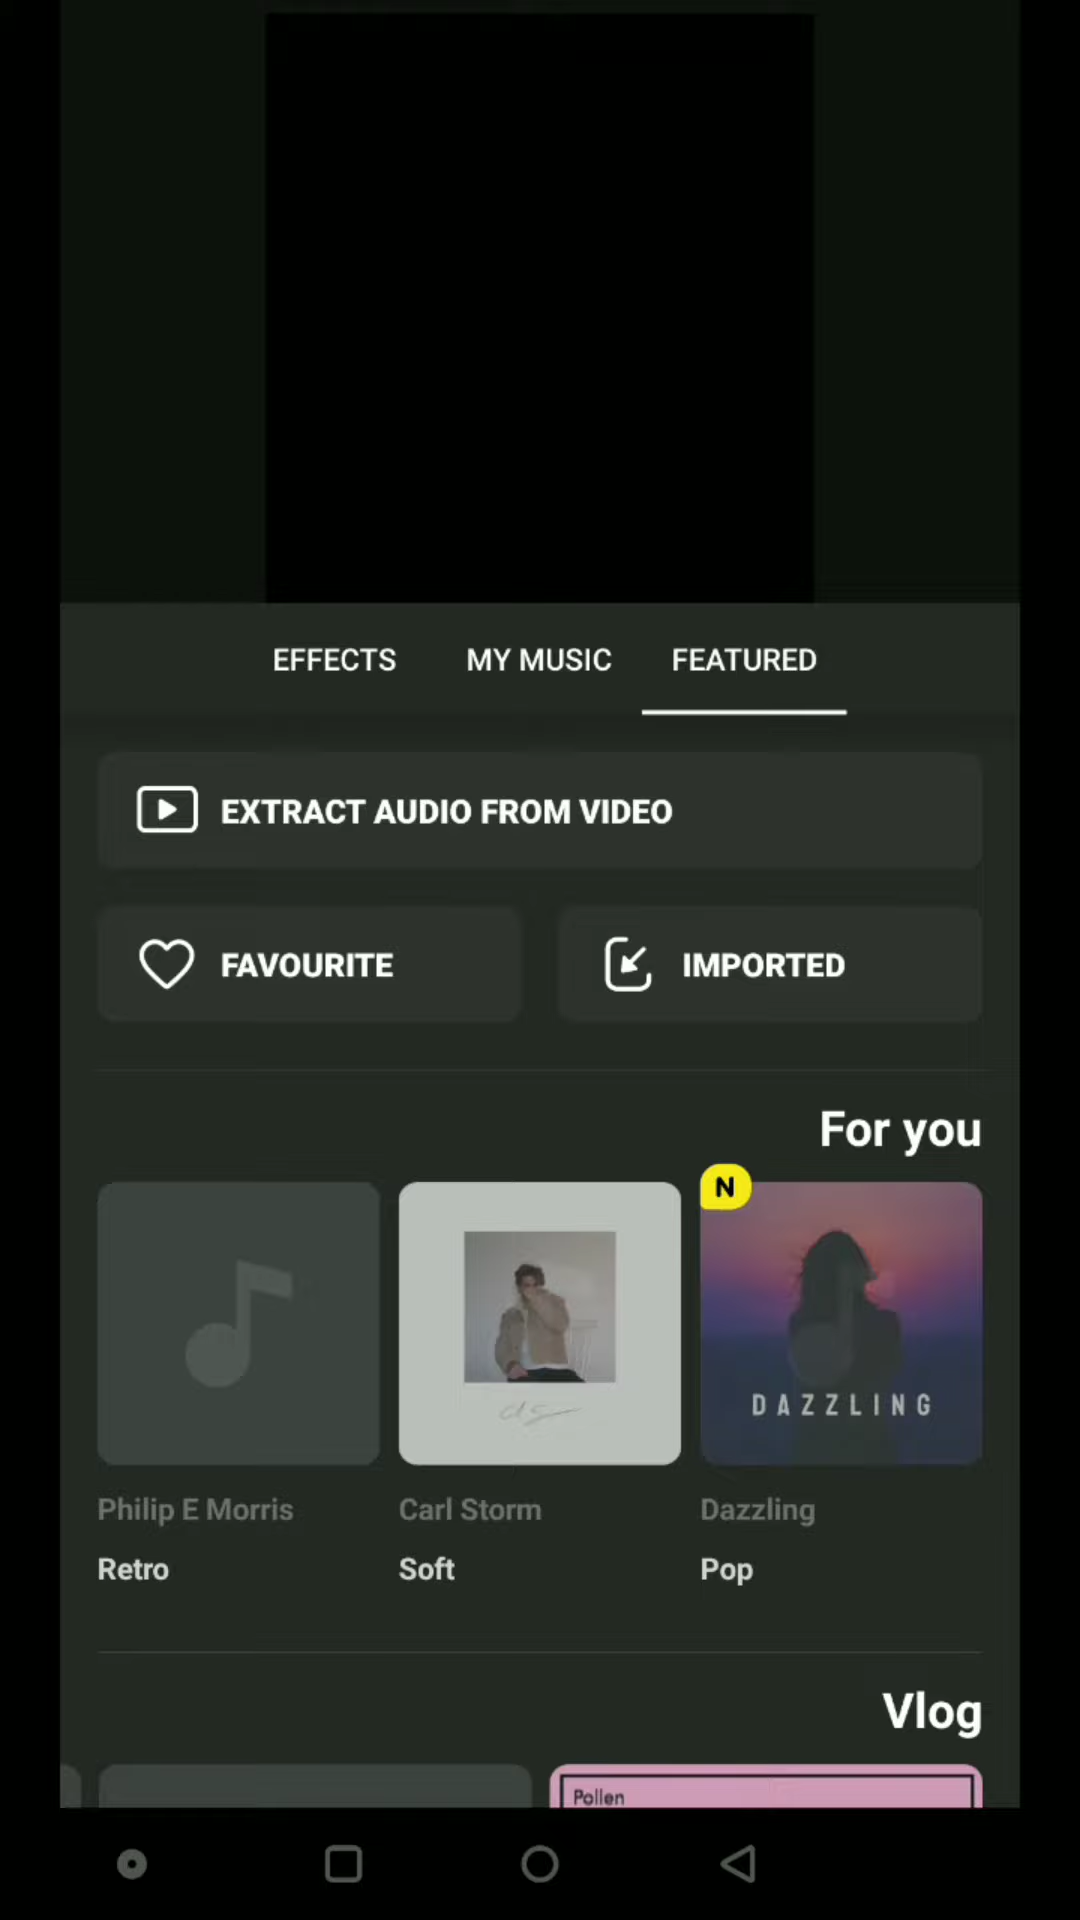 EFFECTS MY MUSIC FEATURED
EXTRACT AUDIO FROM VIDEO
FAVOURITE IMPORTED
For you
N
DAZZLING
Philip E Morris Carl Storm Dazzling
Retro Soft Pop
Vlog
Pollen